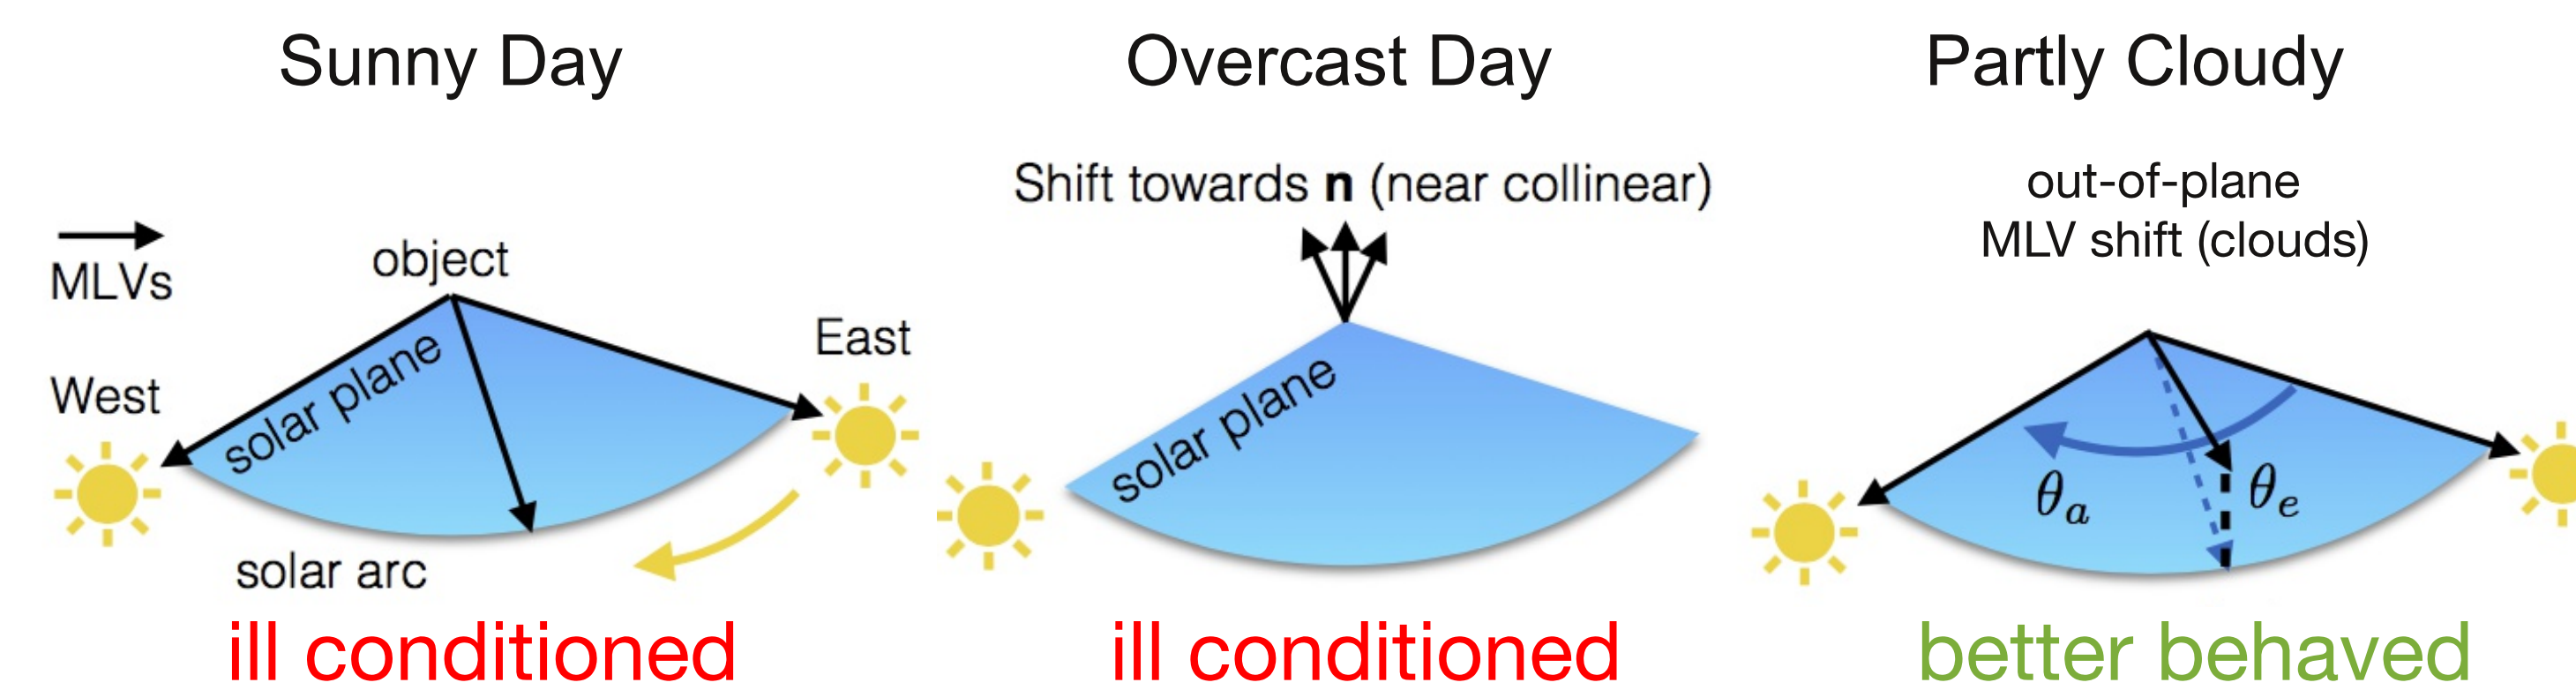 Sunny Day
MLVs
object
solar plane
West
East
solar arc
ill conditioned
Overcast Day
Shift towards n (near collinear)
solar plane
ill conditioned
Partly Cloudy
out-of-plane
MLV shift (clouds)
θa
θe
better behaved